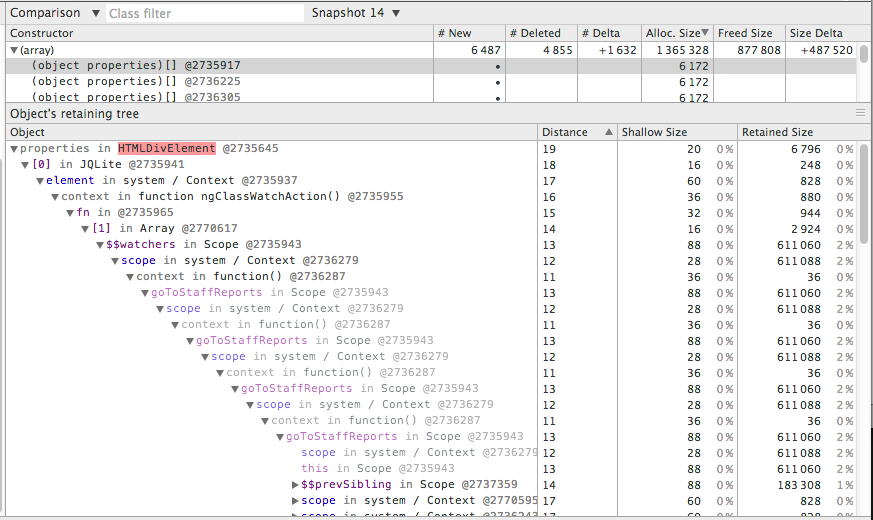 Comparison ▼ Class filter Snapshot 14 ▼
Constructor # New # Deleted # Delta Alloc. Size▼ Freed Size Size Delta
▼(array) 6 487 4 855 +1 632 1 365 328 877 808 +487 520
(object properties)[] @2735917 • 6 172
(object properties)[] @2736225 • 6 172
(object properties)[] @2736305 • 6 172
Object's retaining tree
Object Distance ▲ Shallow Size Retained Size
▼properties in HTMLDivElement @2735645 19 20 0% 6 796 0%
▼[0] in JQLite @2735941 18 16 0% 248 0%
▼element in system / Context @2735937 17 60 0% 828 0%
▼context in function ngClassWatchAction() @2735955 16 36 0% 880 0%
▼fn in @2735965 15 32 0% 944 0%
▼[1] in Array @2770617 14 16 0% 2 924 0%
▼$$watchers in Scope @2735943 13 88 0% 611 060 2%
▼scope in system / Context @2736279 12 28 0% 611 088 2%
▼context in function() @2736287 11 36 0% 36 0%
▼goToStaffReports in Scope @2735943 13 88 0% 611 060 2%
▼scope in system / Context @2736279 12 28 0% 611 088 2%
▼context in function() @2736287 11 36 0% 36 0%
▼goToStaffReports in Scope @2735943 13 88 0% 611 060 2%
▼scope in system / Context @2736279 12 28 0% 611 088 2%
▼context in function() @2736287 11 36 0% 36 0%
▼goToStaffReports in Scope @2735943 13 88 0% 611 060 2%
▼scope in system / Context @2736279 12 28 0% 611 088 2%
▼context in function() @2736287 11 36 0% 36 0%
▼goToStaffReports in Scope @2735943 13 88 0% 611 060 2%
scope in system / Context @2736279 12 28 0% 611 088 2%
this in Scope @2735943 13 88 0% 611 060 2%
▶$$prevSibling in Scope @2737359 14 88 0% 183 308 1%
▶scope in system / Context @2770595 17 60 0% 828 0%
▶scope in system / Context 17 60 0% 828 0%